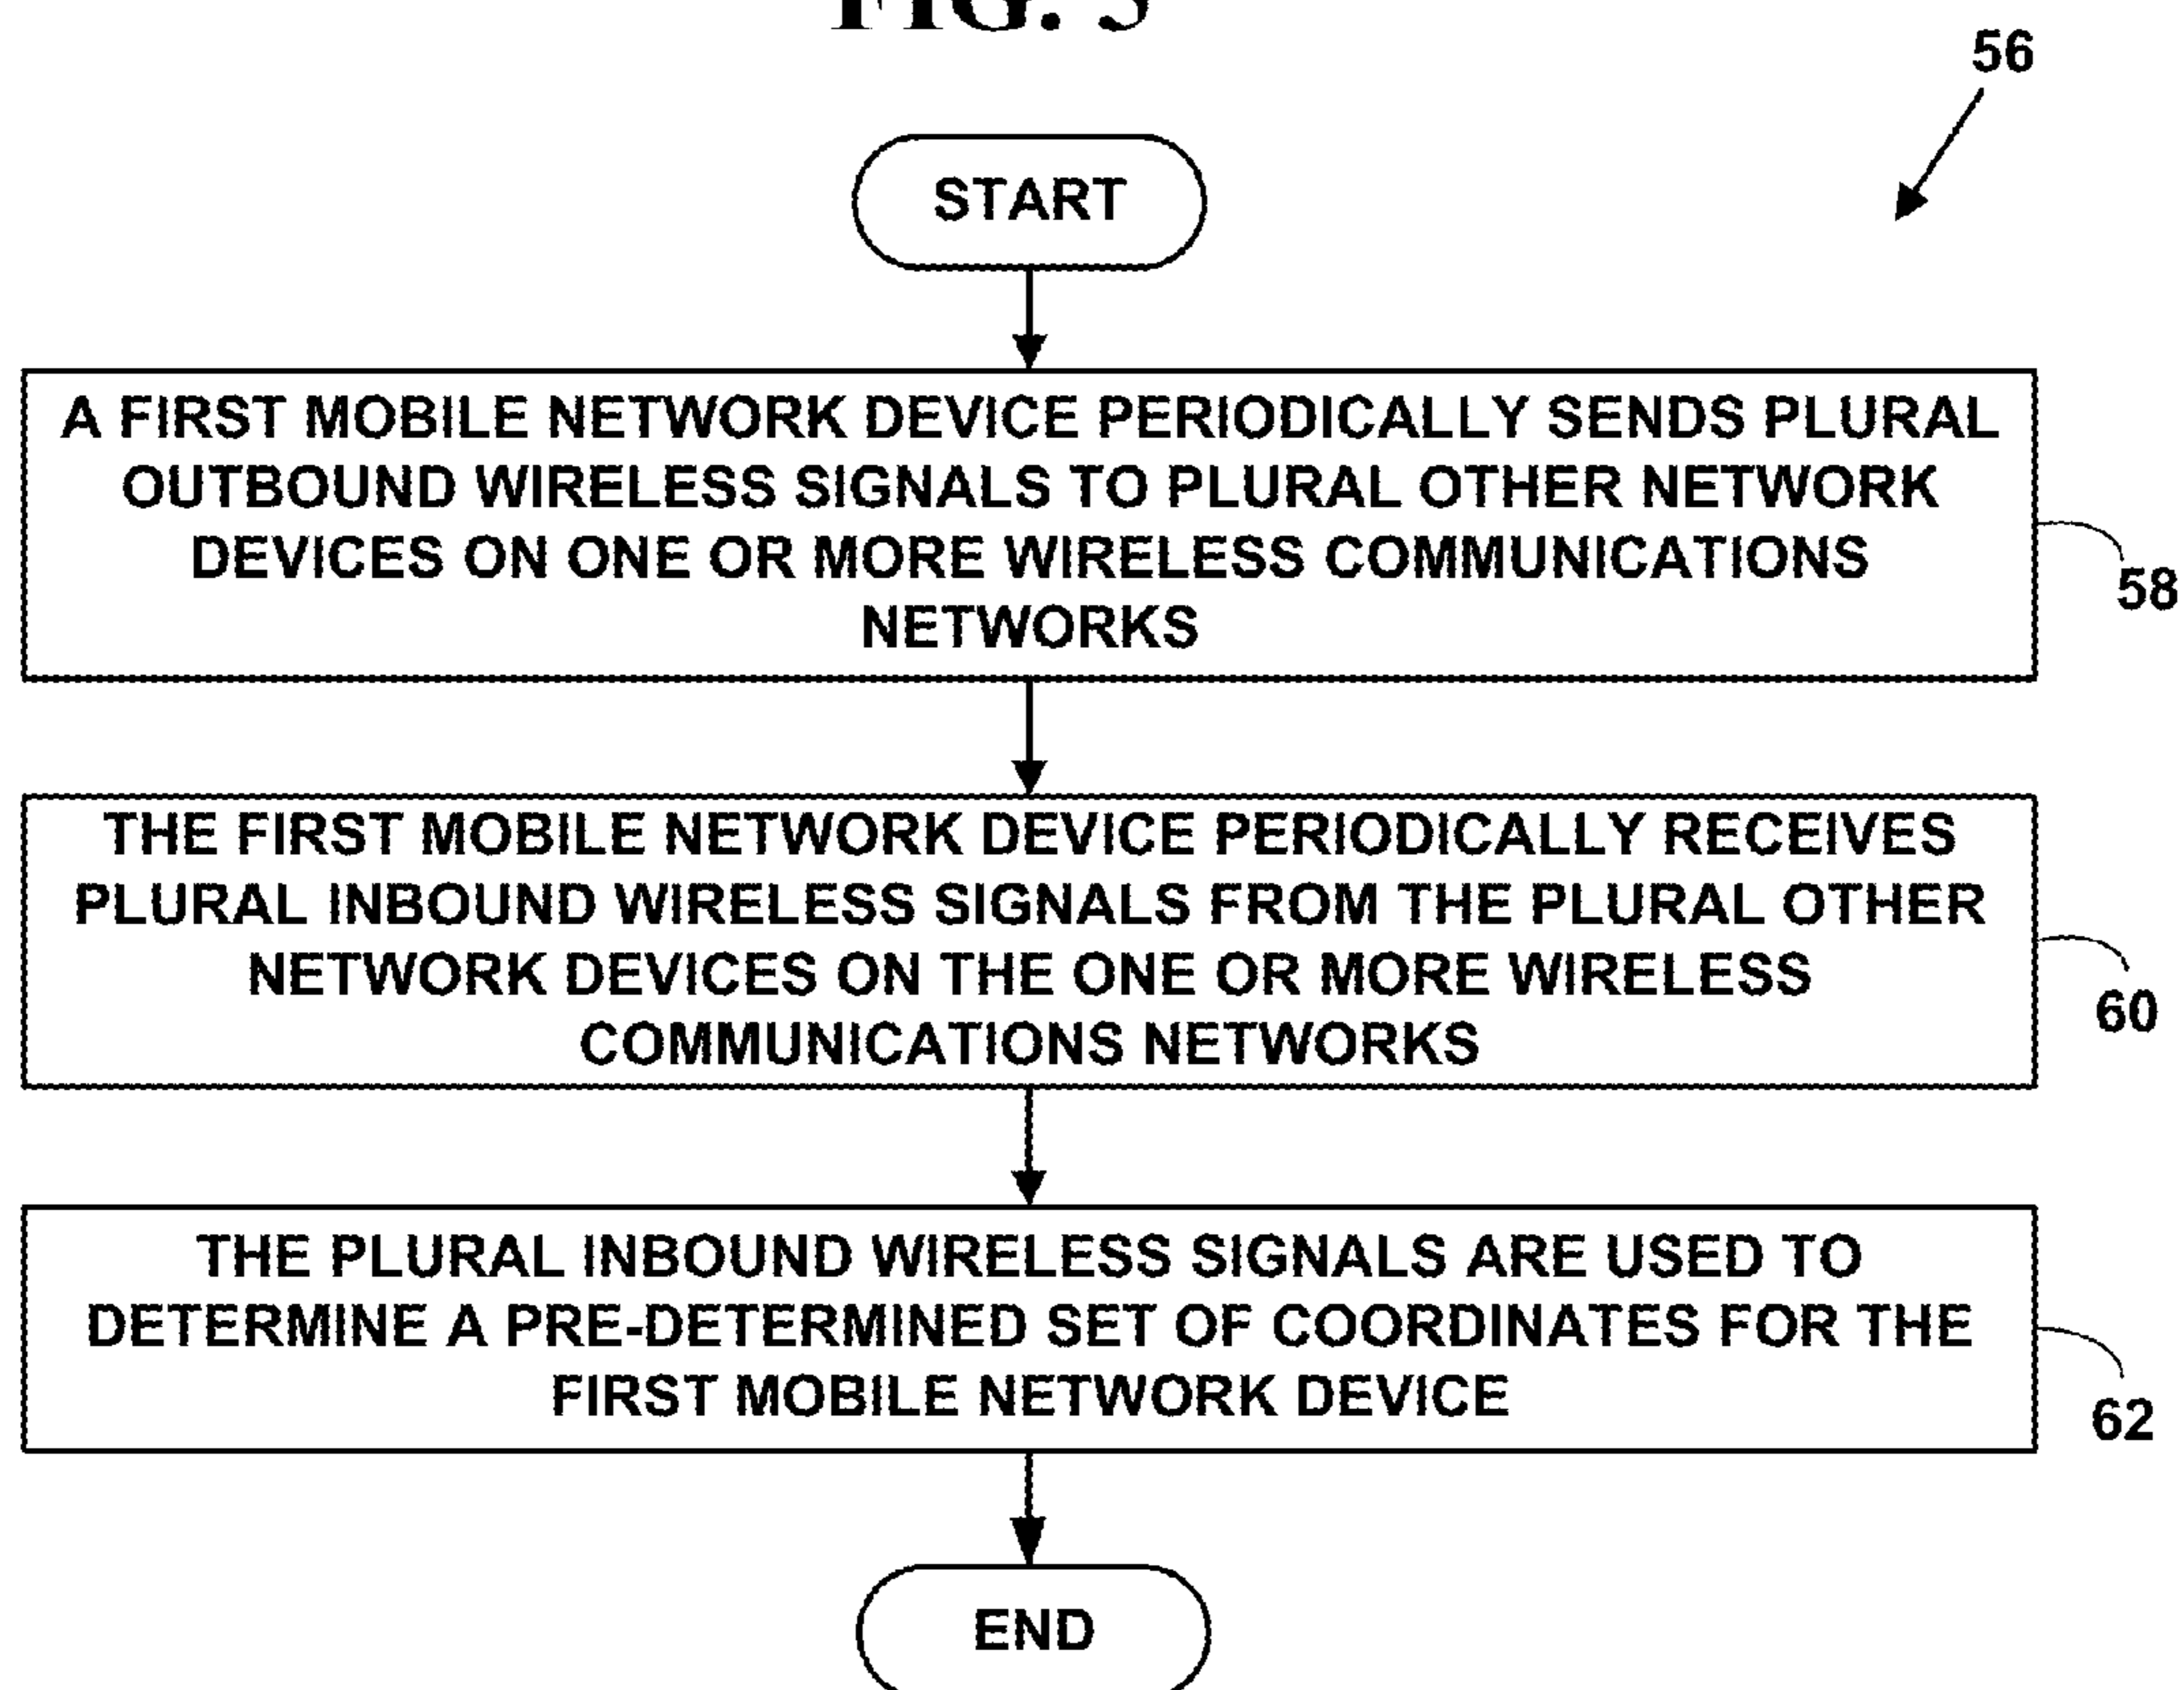 FIG.
56
START
A FIRST MOBILE NETWORK DEVICE PERIODICALLY SENDS PLURAL
OUTBOUND WIRELESS SIGNALS TO PLURAL OTHER NETWORK
DEVICES ON ONE OR MORE WIRELESS COMMUNICATIONS
NETWORKS
58
THE FIRST MOBILE NETWORK DEVICE PERIODICALLY RECEIVES
PLURAL INBOUND WIRELESS SIGNALS FROM THE PLURAL OTHER
NETWORK DEVICES ON THE ONE OR MORE WIRELESS
COMMUNICATIONS NETWORKS
60
THE PLURAL INBOUND WIRELESS SIGNALS ARE USED TO
DETERMINE A PRE-DETERMINED SET OF COORDINATES FOR THE
FIRST MOBILE NETWORK DEVICE
62
END